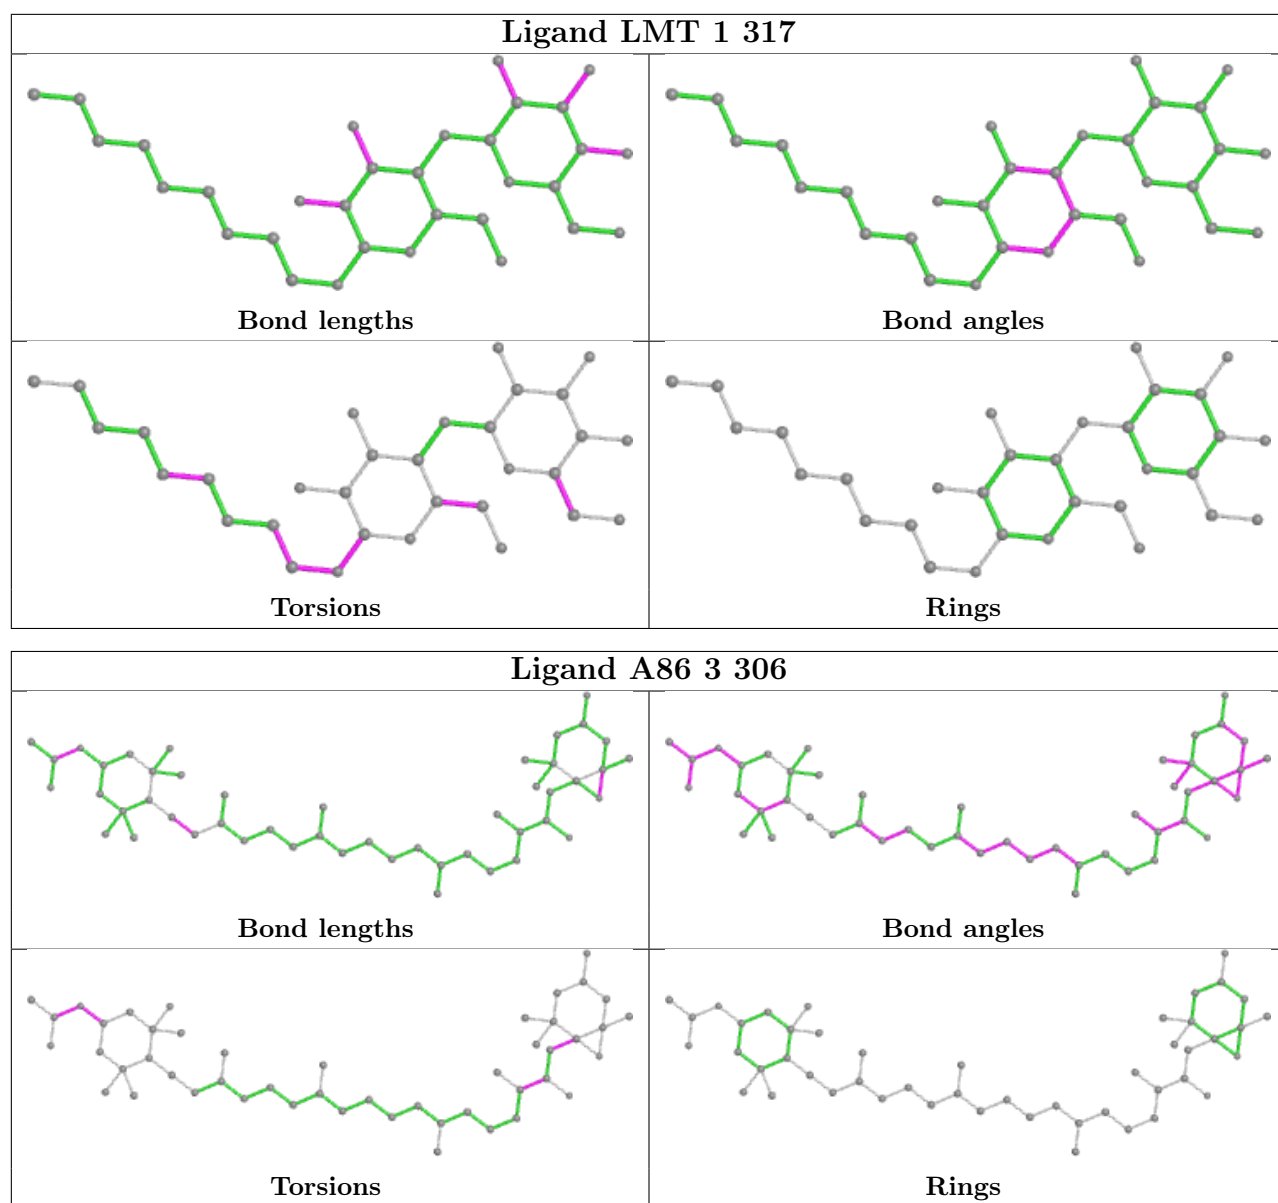 Ligand LMT 1 317
Bond lengths
Bond angles
Torsions
Rings
Ligand A86 3 306
Bond lengths
Bond angles
Torsions
Rings